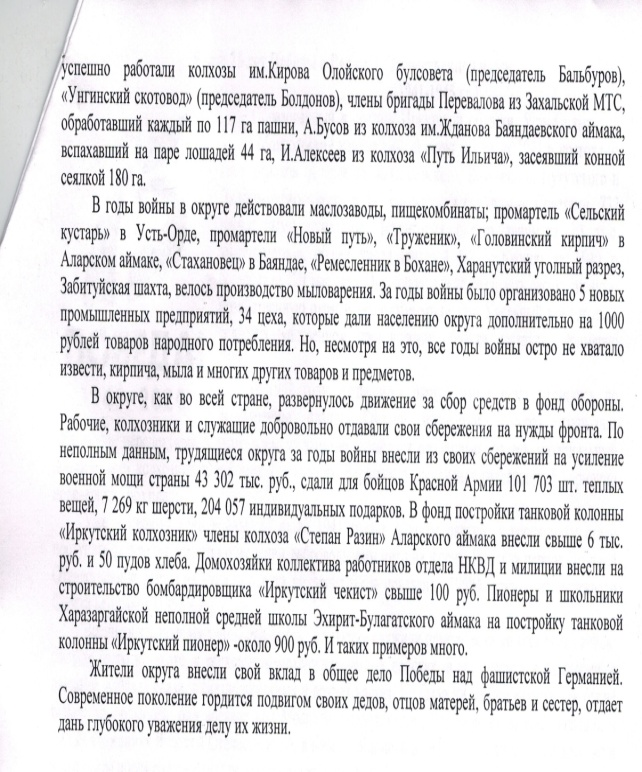 успешно работали колхозы им.Кирова Олойского булсовета (председатель Бальбуров),
«Унгинский скотовод» (председатель Болдонов), члены бригады Перевалова из Захальской МТС,
обработавший каждый по 117 га пашни, А.Бусов из колхоза им.Жданова Баяндаевского аймака,
вспахавший на паре лошадей 44 га, И.Алексеев из колхоза «Путь Ильича», засеявший конной
сеялкой 180 га.
В годы войны в округе действовали маслозаводы, пищекомбинаты; промартель «Сельский
кустарь» в Усть-Орде, промартели «Новый путь», «Труженик», «Головинский кирпич» в
Аларском аймаке, «Стахановец» в Баяндае, «Ремесленник в Бохане», Харанутский уголный разрез,
Забитуйская шахта, велось производство мыловарения. За годы войны было организовано 5 новых
промышленных предприятий, 34 цеха, которые дали населению округа дополнительно на 1000
рублей товаров народного потребления. Но, несмотря на это, все годы войны остро не хватало
извести, кирпича, мыла и многих других товаров и предметов.
В округе, как во всей стране, развернулось движение за сбор средств в фонд обороны.
Рабочие, колхозники и служащие добровольно отдавали свои сбережения на нужды фронта. По
неполным данным, трудящиеся округа за годы войны внесли из своих сбережений на усиление
военной мощи страны 43 302 тыс. руб., сдали для бойцов Красной Армии 101 703 шт. теплых
вещей, 7 269 кг шерсти, 204 057 индивидуальных подарков. В фонд постройки танковой колонны
«Иркутский колхозник» члены колхоза «Степан Разин» Аларского аймака внесли свыше 6 тыс.
руб. и 50 пудов хлеба. Домохозяйки коллектива работников отдела НКВД и милиции внесли на
строительство бомбардировщика «Иркутский чекист» свыше 100 руб. Пионеры и школьники
Харазаргайской неполной средней школы Эхирит-Булагатского аймака на постройку танковой
колонны «Иркутский пионер» -около 900 руб. И таких примеров много.
Жители округа внесли свой вклад в общее дело Победы над фашистской Германией.
Современное поколение гордится подвигом своих дедов, отцов матерей, братьев и сестер, отдает
дань глубокого уважения делу их жизни.